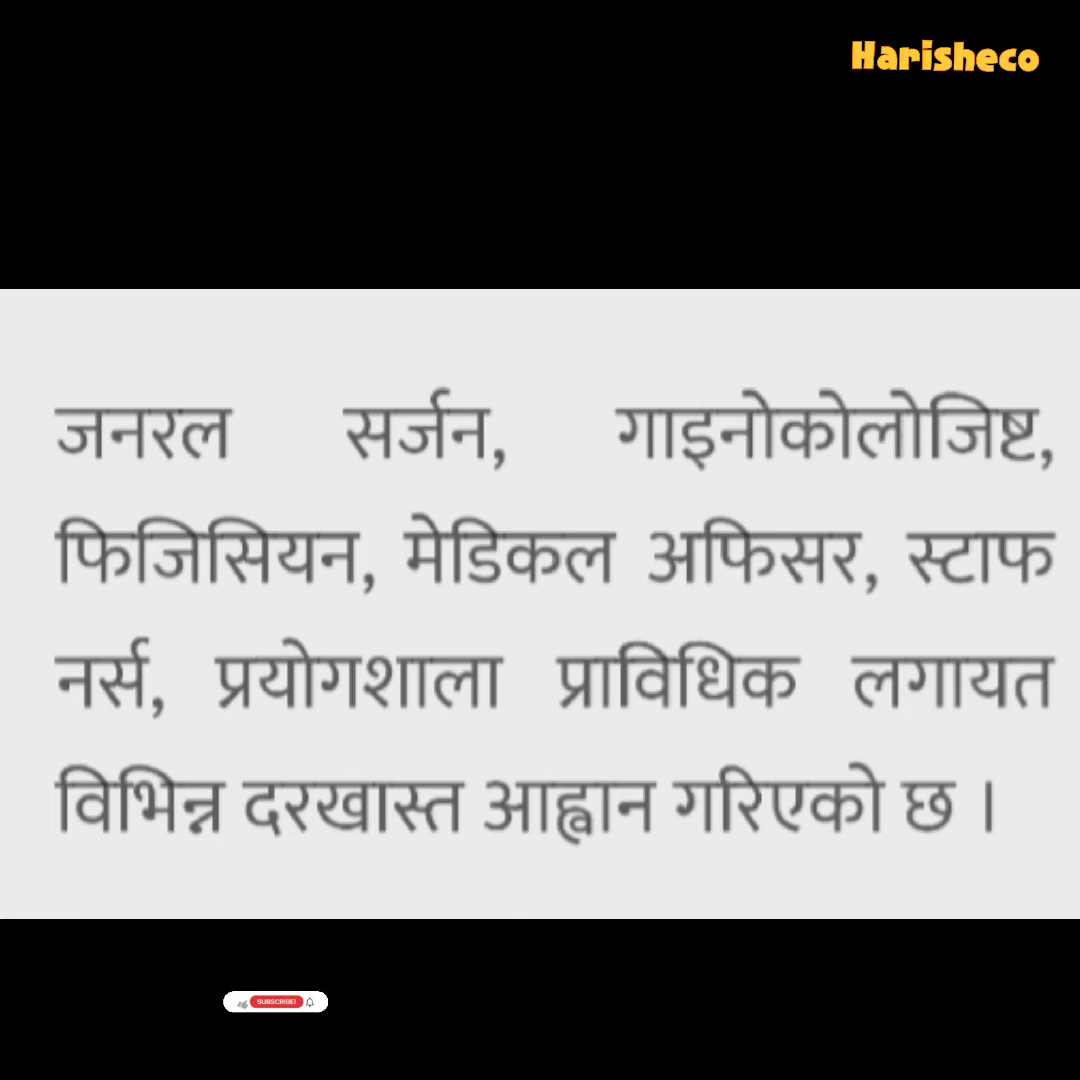 Harisheco
जनरल सर्जन, गाइनोकोलोजिष्ट,
फिजिसियन, मेडिकल अफिसर, स्टाफ
नर्स, प्रयोगशाला प्राविधिक लगायत
विभिन्न दरखास्त आह्वान गरिएको छ ।
SUBSCRIBE!